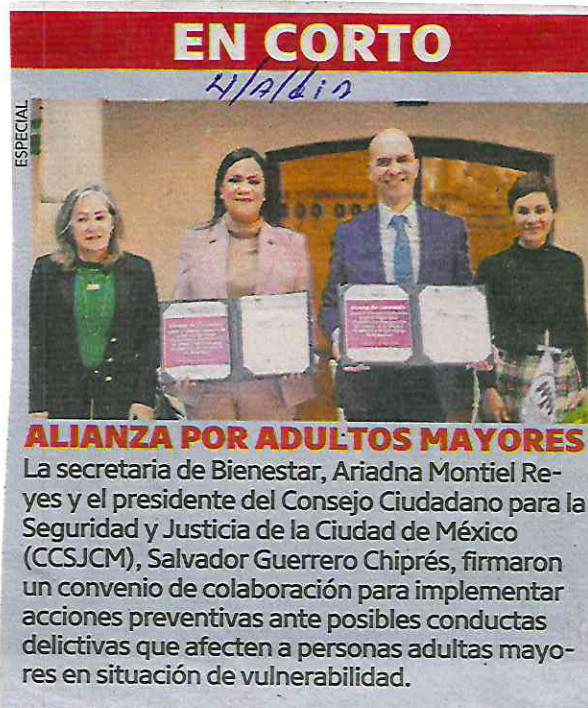 EN CORTO
ESPECIAL
ALIANZA POR ADULTOS MAYORES
La secretaria de Bienestar, Ariadna Montiel Re-
yes y el presidente del Consejo Ciudadano para la
Seguridad y Justicia de la Ciudad de México
(CCSJCM), Salvador Guerrero Chiprés, firmaron
un convenio de colaboración para implementar
acciones preventivas ante posibles conductas
delictivas que afecten a personas adultas mayo-
res en situación de vulnerabilidad.